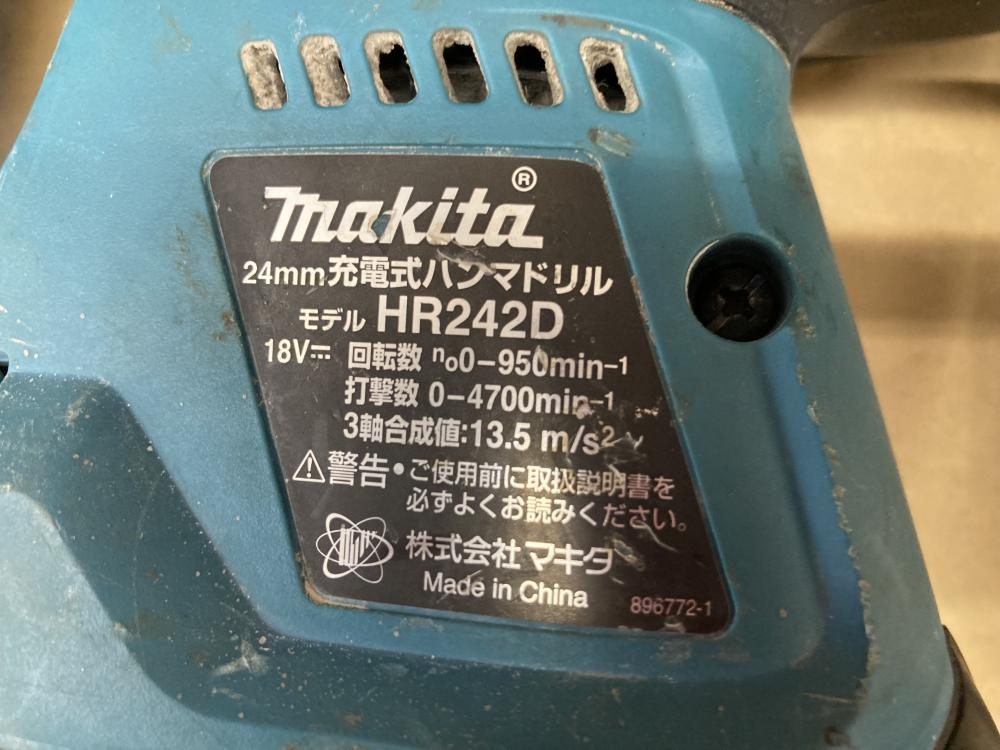 makita®
24mm充電式ハンマドリル
モデル HR242D
18V⎓ 回転数 n₀0-950min-1
打撃数 0-4700min-1
3軸合成値:13.5 m/s2
⚠警告・ご使用前に取扱説明書を
必ずよくお読みください。
株式会社マキタ
Made in China
896772-1